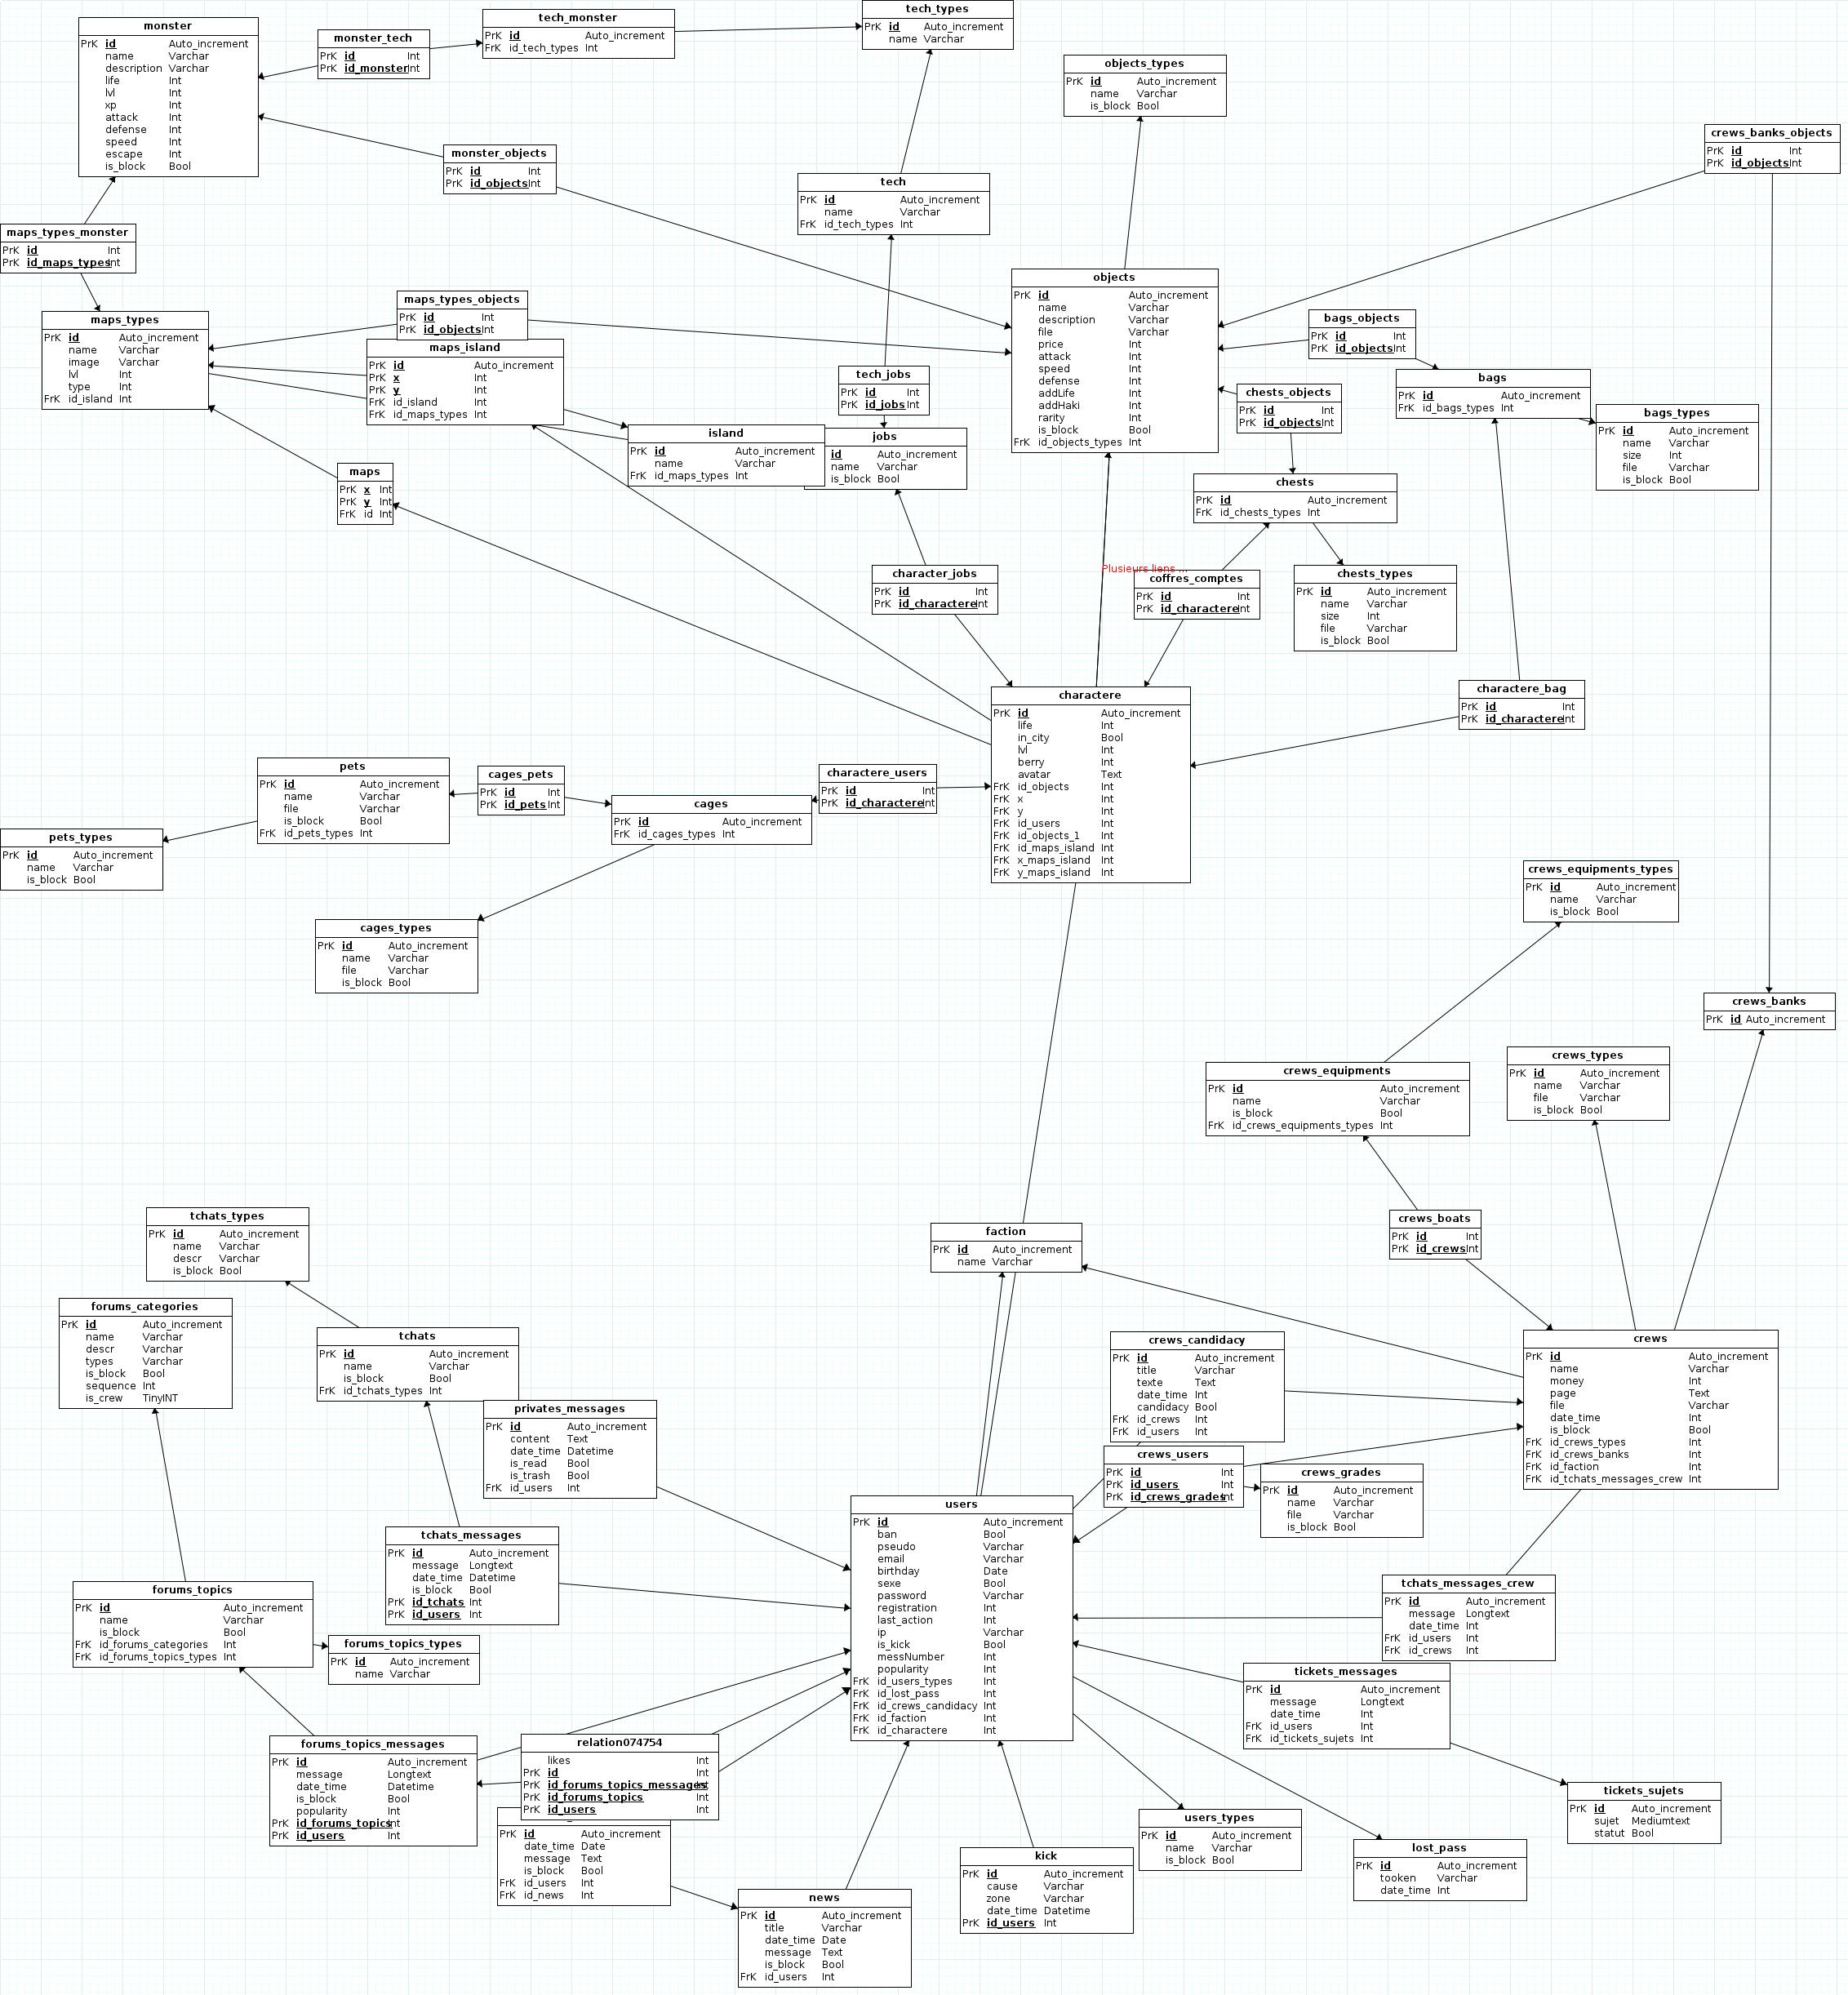 monster
PrK id Auto_increment
name Varchar
description Varchar
life Int
lvl Int
xp Int
attack Int
defense Int
speed Int
escape Int
is_block Bool
monster_tech
PrK id Int
PrK id_monster Int
tech_monster
PrK id Auto_increment
FrK id_tech_types Int
tech_types
PrK id Auto_increment
name Varchar
objects_types
PrK id Auto_increment
name Varchar
is_block Bool
crews_banks_objects
PrK id Int
PrK id_objects Int
monster_objects
PrK id Int
PrK id_objects Int
tech
PrK id Auto_increment
name Varchar
FrK id_tech_types Int
maps_types_monster
PrK id Int
PrK id_maps_types Int
maps_types
PrK id Auto_increment
name Varchar
image Varchar
lvl Int
type Int
FrK id_island Int
maps_types_objects
PrK id Int
PrK id_objects Int
maps_island
PrK id Auto_increment
PrK x Int
PrK y Int
FrK id_island Int
FrK id_maps_types Int
objects
PrK id Auto_increment
name Varchar
description Varchar
file Varchar
price Int
attack Int
speed Int
defense Int
addLife Int
addHaki Int
rarity Int
is_block Bool
FrK id_objects_types Int
bags_objects
PrK id Int
PrK id_objects Int
bags
PrK id Auto_increment
FrK id_bags_types Int
bags_types
PrK id Auto_increment
name Varchar
size Int
file Varchar
is_block Bool
tech_jobs
PrK id Int
PrK id_jobs Int
chests_objects
PrK id Int
PrK id_objects Int
island
PrK id Auto_increment
name Varchar
FrK id_maps_types Int
jobs
id Auto_increment
name Varchar
is_block Bool
maps
PrK x Int
PrK y Int
FrK id Int
chests
PrK id Auto_increment
FrK id_chests_types Int
character_jobs
PrK id Int
PrK id_charactere Int
Plusieurs liens ...
coffres_comptes
PrK id Int
PrK id_charactere Int
chests_types
PrK id Auto_increment
name Varchar
size Int
file Varchar
is_block Bool
charactere
PrK id Auto_increment
life Int
in_city Bool
lvl Int
berry Int
avatar Text
FrK id_objects Int
FrK x Int
FrK y Int
FrK id_users Int
FrK id_objects_1 Int
FrK id_maps_island Int
FrK x_maps_island Int
FrK y_maps_island Int
charactere_bag
PrK id Int
PrK id_charactere Int
pets
PrK id Auto_increment
name Varchar
file Varchar
is_block Bool
FrK id_pets_types Int
cages_pets
PrK id Int
PrK id_pets Int
cages
PrK id Auto_increment
FrK id_cages_types Int
charactere_users
PrK id Int
PrK id_charactere Int
pets_types
PrK id Auto_increment
name Varchar
is_block Bool
cages_types
PrK id Auto_increment
name Varchar
file Varchar
is_block Bool
crews_equipments_types
PrK id Auto_increment
name Varchar
is_block Bool
crews_banks
PrK id Auto_increment
crews_equipments
PrK id Auto_increment
name Varchar
is_block Bool
FrK id_crews_equipments_types Int
crews_types
PrK id Auto_increment
name Varchar
file Varchar
is_block Bool
tchats_types
PrK id Auto_increment
name Varchar
descr Varchar
is_block Bool
faction
PrK id Auto_increment
name Varchar
crews_boats
PrK id Int
PrK id_crews Int
forums_categories
PrK id Auto_increment
name Varchar
descr Varchar
types Varchar
is_block Bool
sequence Int
is_crew TinyINT
tchats
PrK id Auto_increment
name Varchar
is_block Bool
FrK id_tchats_types Int
crews_candidacy
PrK id Auto_increment
title Varchar
texte Text
date_time Int
candidacy Bool
FrK id_crews Int
FrK id_users Int
crews
PrK id Auto_increment
name Varchar
money Int
page Text
file Varchar
date_time Int
is_block Bool
FrK id_crews_types Int
FrK id_crews_banks Int
FrK id_faction Int
FrK id_tchats_messages_crew Int
privates_messages
PrK id Auto_increment
content Text
date_time Datetime
is_read Bool
is_trash Bool
FrK id_users Int
crews_users
PrK id Int
PrK id_users Int
PrK id_crews_grades Int
crews_grades
PrK id Auto_increment
name Varchar
file Varchar
is_block Bool
users
PrK id Auto_increment
ban Bool
pseudo Varchar
email Varchar
birthday Date
sexe Bool
password Varchar
registration Int
last_action Int
ip Varchar
is_kick Bool
messNumber Int
popularity Int
FrK id_users_types Int
FrK id_lost_pass Int
FrK id_crews_candidacy Int
FrK id_faction Int
FrK id_charactere Int
tchats_messages
PrK id Auto_increment
message Longtext
date_time Datetime
is_block Bool
PrK id_tchats Int
PrK id_users Int
tchats_messages_crew
PrK id Auto_increment
message Longtext
date_time Int
FrK id_users Int
FrK id_crews Int
forums_topics
PrK id Auto_increment
name Varchar
is_block Bool
FrK id_forums_categories Int
FrK id_forums_topics_types Int
forums_topics_types
PrK id Auto_increment
name Varchar
tickets_messages
PrK id Auto_increment
message Longtext
date_time Int
FrK id_users Int
FrK id_tickets_sujets Int
forums_topics_messages
PrK id Auto_increment
message Longtext
date_time Datetime
is_block Bool
popularity Int
PrK id_forums_topics Int
PrK id_users Int
relation074754
likes Int
PrK id Int
PrK id_forums_topics_messages Int
PrK id_forums_topics Int
PrK id_users Int
PrK id Auto_increment
date_time Date
message Text
is_block Bool
FrK id_users Int
FrK id_news Int
tickets_sujets
PrK id Auto_increment
sujet Mediumtext
statut Bool
users_types
PrK id Auto_increment
name Varchar
is_block Bool
lost_pass
PrK id Auto_increment
tooken Varchar
date_time Int
kick
PrK id Auto_increment
cause Varchar
zone Varchar
date_time Datetime
PrK id_users Int
news
PrK id Auto_increment
title Varchar
date_time Date
message Text
is_block Bool
FrK id_users Int